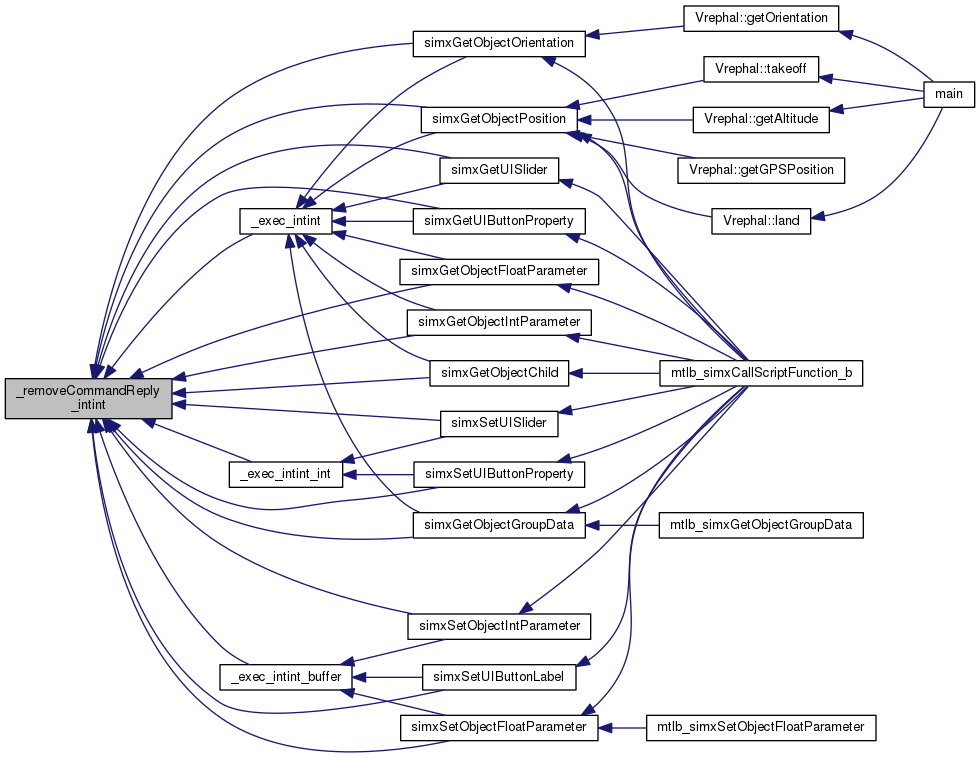 Vrephal::getOrientation
simxGetObjectOrientation
Vrephal::takeoff
main
simxGetObjectPosition
Vrephal::getAltitude
simxGetUISlider
Vrephal::getGPSPosition
_exec_intint
simxGetUIButtonProperty
Vrephal::land
simxGetObjectFloatParameter
simxGetObjectIntParameter
simxGetObjectChild
mtlb_simxCallScriptFunction_b
_removeCommandReply
_intint
simxSetUISlider
_exec_intint_int
simxSetUIButtonProperty
simxGetObjectGroupData
mtlb_simxGetObjectGroupData
simxSetObjectIntParameter
_exec_intint_buffer
simxSetUIButtonLabel
simxSetObjectFloatParameter
mtlb_simxSetObjectFloatParameter